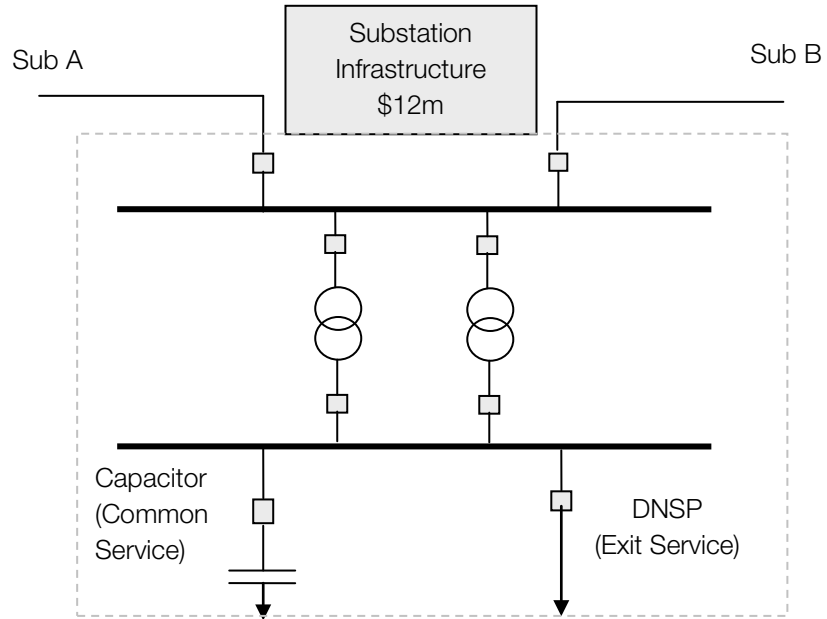 Substation
Infrastructure
$12m
Sub A
Sub B
Capacitor
(Common
Service)
DNSP
(Exit Service)